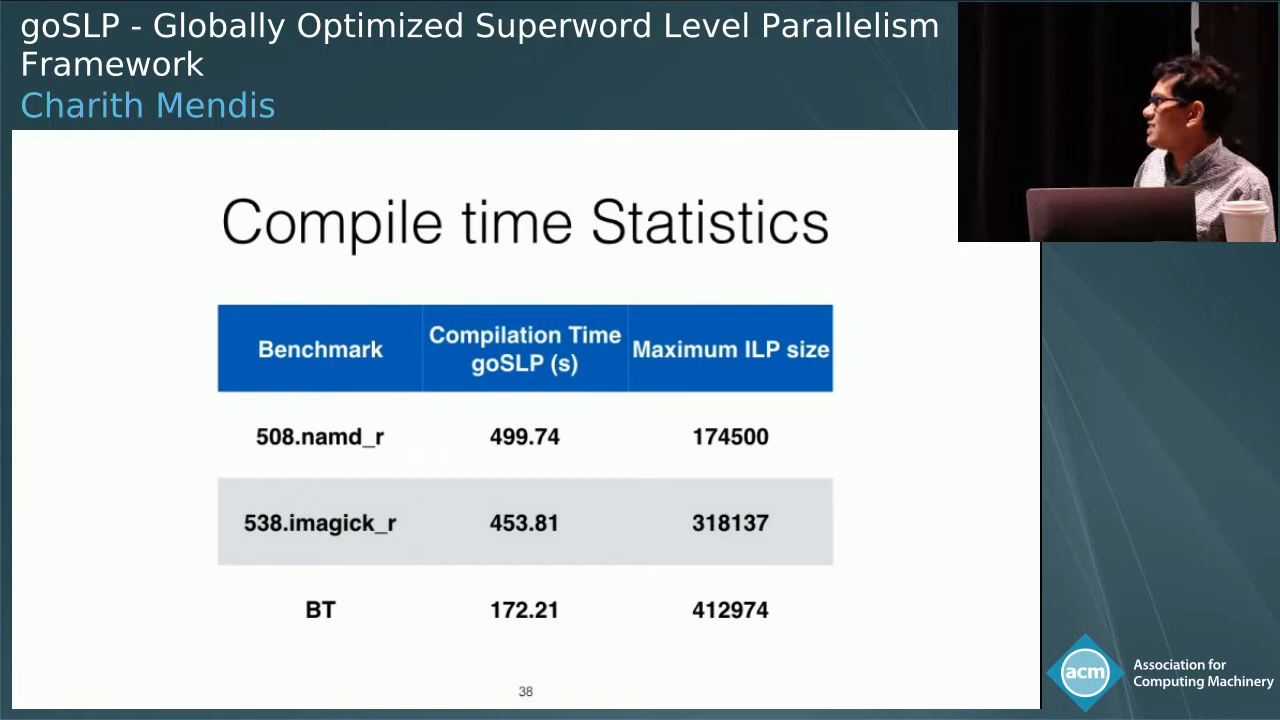 goSLP - Globally Optimized Superword Level Parallelism
Framework
Charith Mendis
Compile time Statistics
Benchmark
Compilation Time
goSLP (s)
Maximum ILP size
508.namd_r 499.74 174500
538.imagick_r 453.81 318137
BT 172.21 412974
38
acm
Association for
Computing Machinery